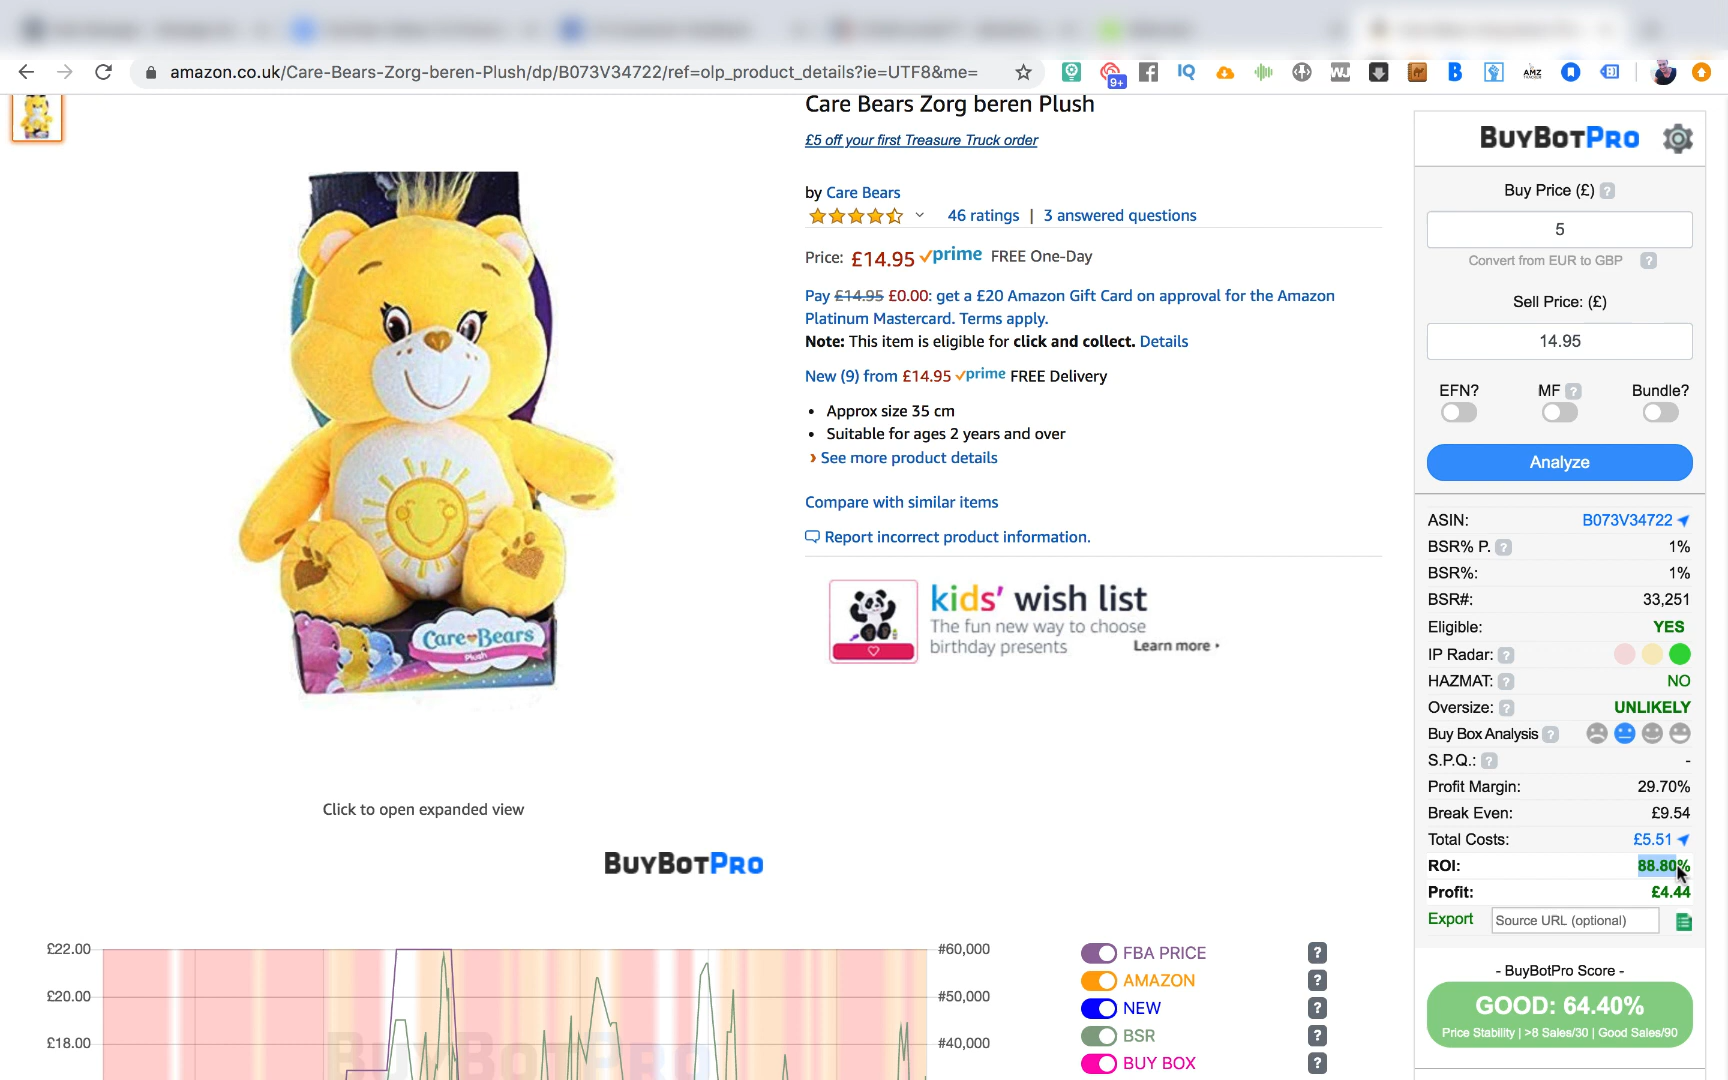 amazon.co.uk/Care-Bears-Zorg-beren-Plush/dp/B073V34722/ref=olp_product_details?ie=UTF8&me=
9+
IQ
WJ
B
AMZ
Care Bears Zorg beren Plush
£5 off your first Treasure Truck order
by Care Bears
46 ratings | 3 answered questions
Price: £14.95 prime FREE One-Day
Pay £14.95 £0.00: get a £20 Amazon Gift Card on approval for the Amazon
Platinum Mastercard. Terms apply.
Note: This item is eligible for click and collect. Details
New (9) from £14.95 prime FREE Delivery
• Approx size 35 cm
• Suitable for ages 2 years and over
› See more product details
Compare with similar items
Report incorrect product information.
kids' wish list
The fun new way to choose
birthday presents
Learn more
Care Bears
Plush
Click to open expanded view
BUYBOTPRO
£22.00
£20.00
£18.00
#60,000
#50,000
#40,000
BUYBOTPRO
FBA PRICE ?
AMAZON ?
NEW ?
BSR ?
BUY BOX ?
BUYBOTPRO
Buy Price (£) ?
5
Convert from EUR to GBP ?
Sell Price: (£)
14.95
EFN? MF ? Bundle?
Analyze
ASIN: B073V34722
BSR% P. ? 1%
BSR%: 1%
BSR#: 33,251
Eligible: YES
IP Radar: ?
HAZMAT: ? NO
Oversize: ? UNLIKELY
Buy Box Analysis ?
S.P.Q.: ? -
Profit Margin: 29.70%
Break Even: £9.54
Total Costs: £5.51
ROI: 88.80%
Profit: £4.44
Export Source URL (optional)
- BuyBotPro Score -
GOOD: 64.40%
Price Stability | >8 Sales/30 | Good Sales/90